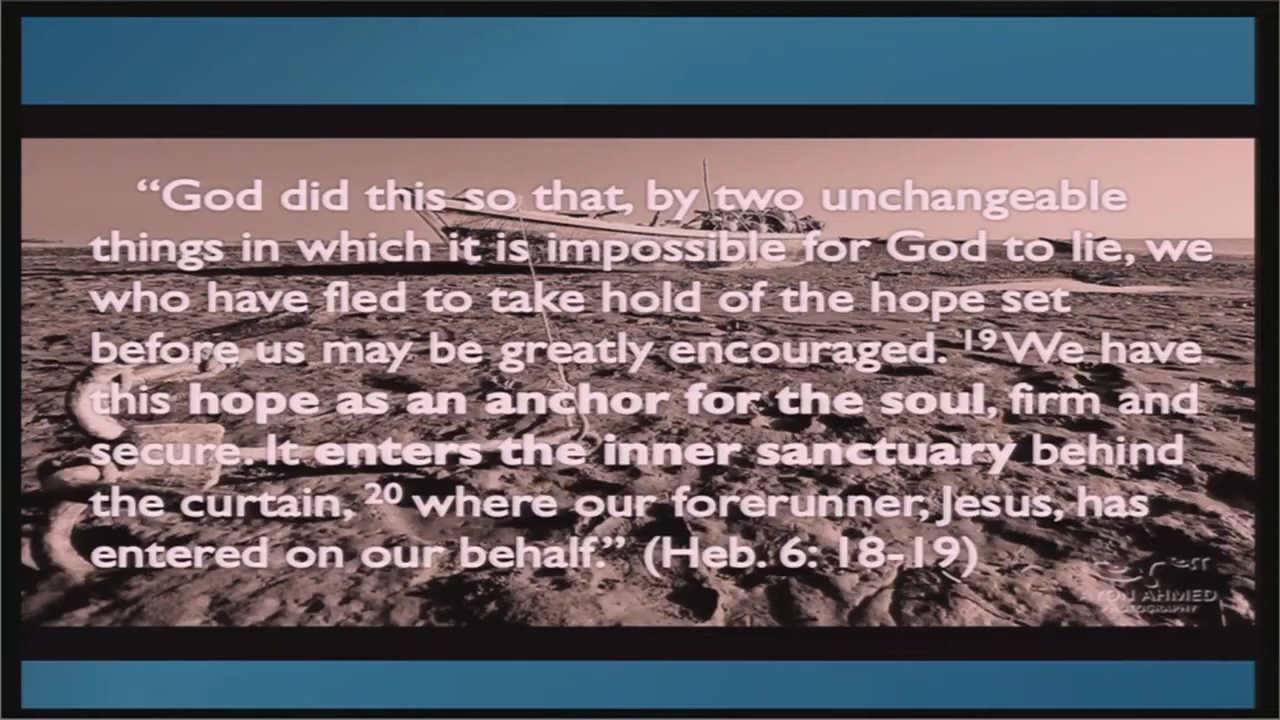 “God did this so that, by two unchangeable
things in which it is impossible for God to lie, we
who have fled to take hold of the hope set
before us may be greatly encouraged. ¹⁹ We have
this hope as an anchor for the soul, firm and
secure. It enters the inner sanctuary behind
the curtain, ²⁰ where our forerunner, Jesus, has
entered on our behalf.” (Heb. 6: 18-19)
AHMED
PHOTOGRAPHY